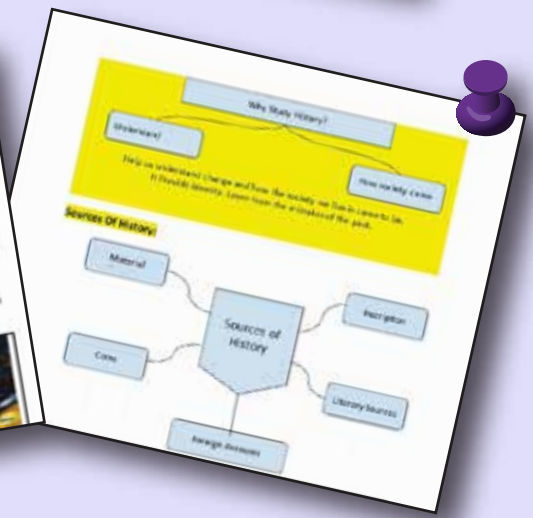 Why Study History?
Understand
How society came
Help us understand change and how the society we live in came to be.
It Provide identity. Learn from the mistakes of the past.
Sources Of History:
Material
Sources of
History
Inscription
Coins
Literary Sources
Foreign Accounts